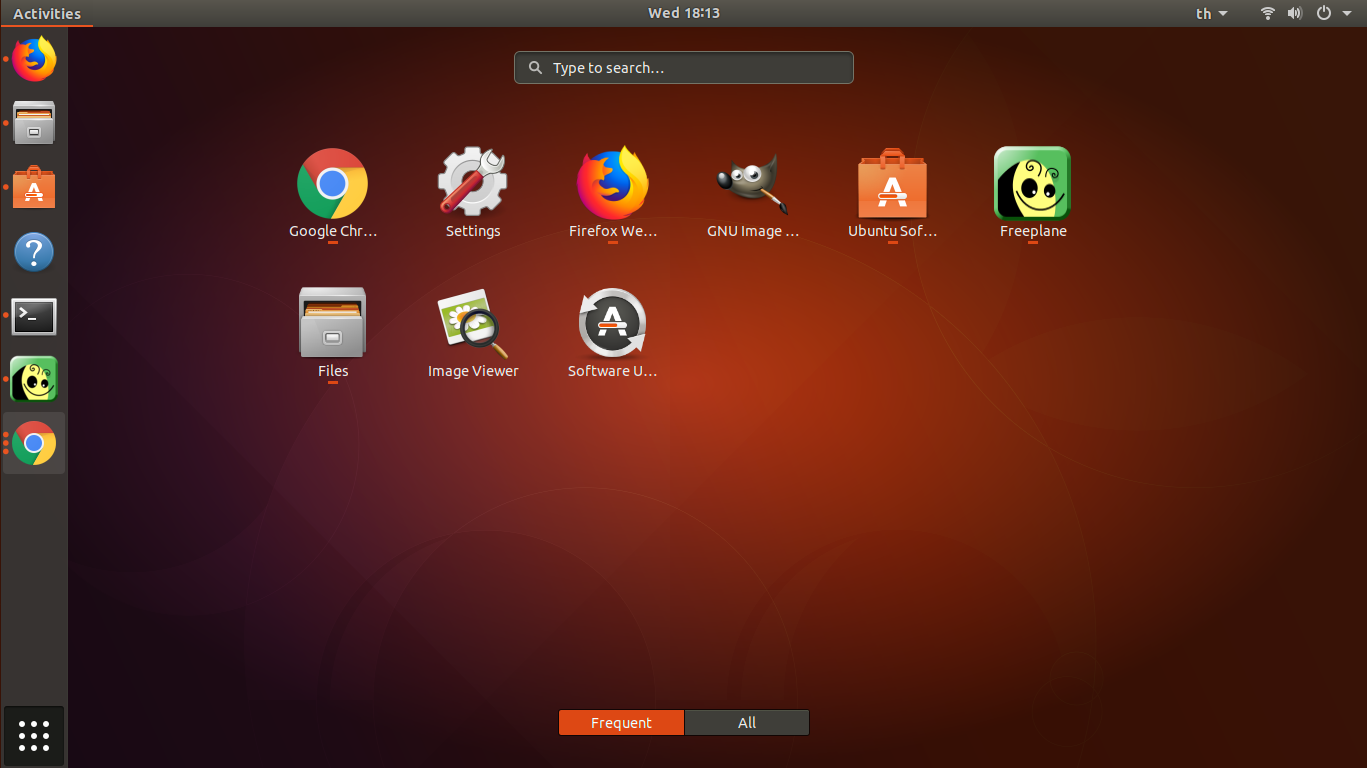 Activities
Wed 18:13
th
Type to search…
Google Chr…
Settings
Firefox We…
GNU Image …
Ubuntu Sof…
Freeplane
Files
Image Viewer
Software U…
Frequent
All